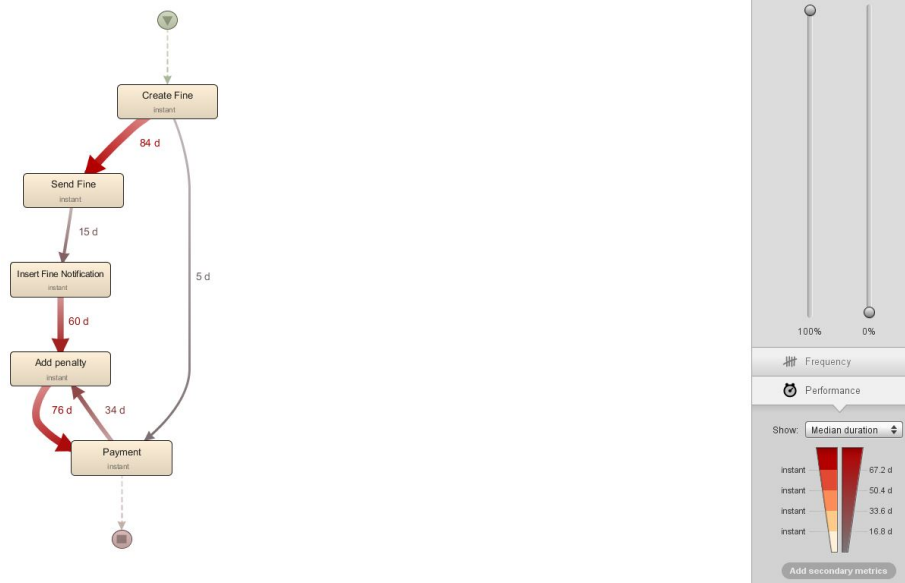 Create Fine
instant
84 d
Send Fine
instant
15 d
Insert Fine Notification
instant
5 d
60 d
Add penalty
instant
76 d
34 d
Payment
instant
100%
0%
Frequency
Performance
Show: Median duration
instant 67.2 d
instant 50.4 d
instant 33.6 d
instant 16.8 d
Add secondary metrics